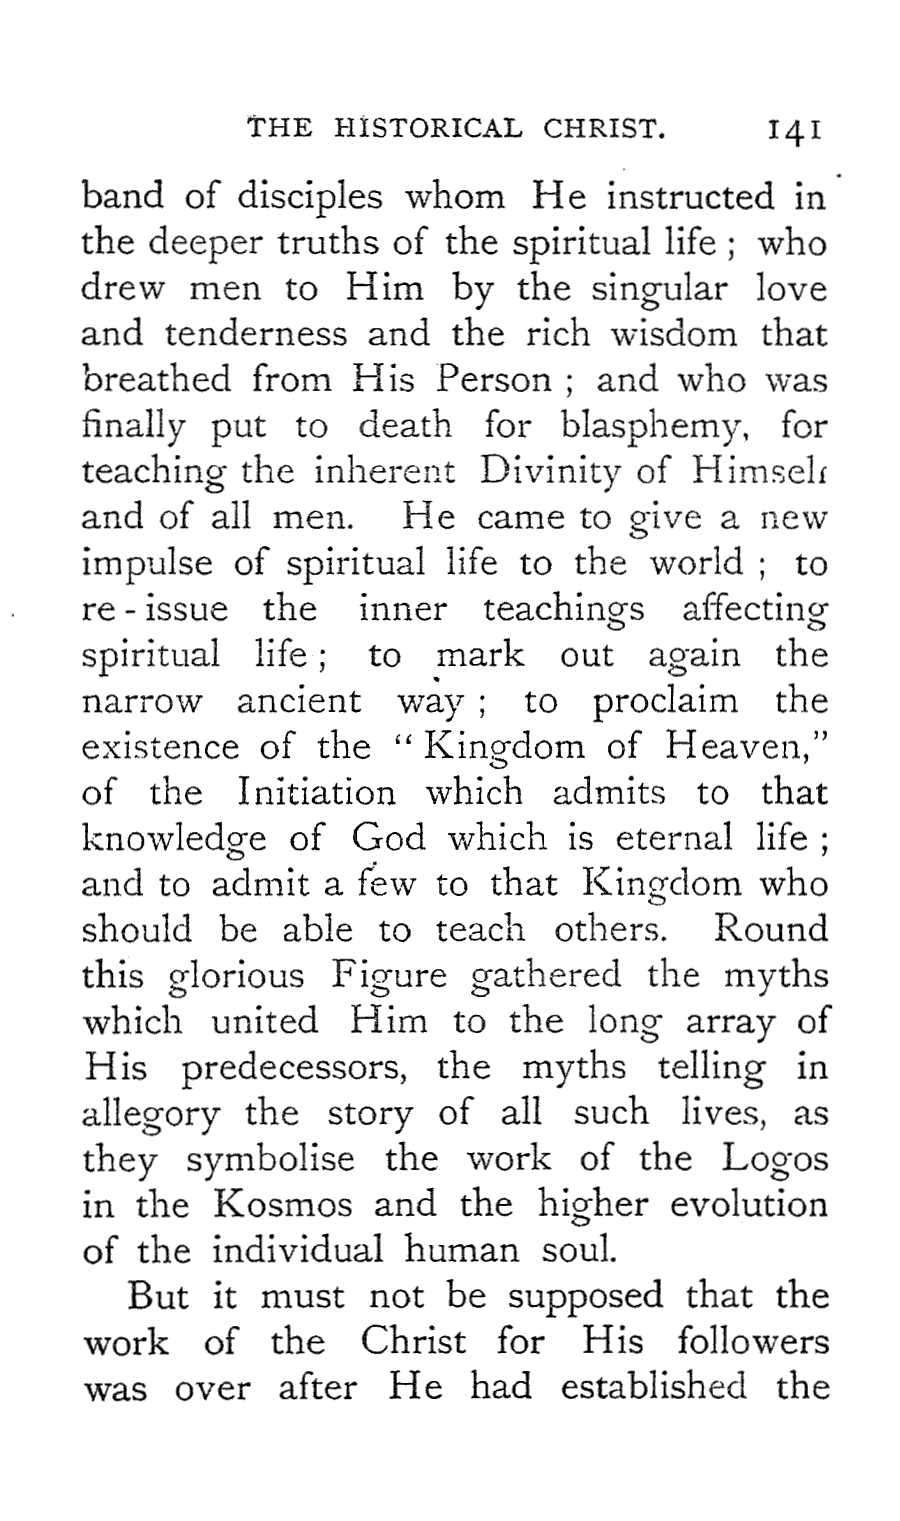 THE HISTORICAL CHRIST. 141
band of disciples whom He instructed in
the deeper truths of the spiritual life ; who
drew men to Him by the singular love
and tenderness and the rich wisdom that
breathed from His Person ; and who was
finally put to death for blasphemy, for
teaching the inherent Divinity of Himself
and of all men. He came to give a new
impulse of spiritual life to the world ; to
re-issue the inner teachings affecting
spiritual life ; to mark out again the
narrow ancient way ; to proclaim the
existence of the “Kingdom of Heaven,”
of the Initiation which admits to that
knowledge of God which is eternal life ;
and to admit a few to that Kingdom who
should be able to teach others. Round
this glorious Figure gathered the myths
which united Him to the long array of
His predecessors, the myths telling in
allegory the story of all such lives, as
they symbolise the work of the Logos
in the Kosmos and the higher evolution
of the individual human soul.
But it must not be supposed that the
work of the Christ for His followers
was over after He had established the